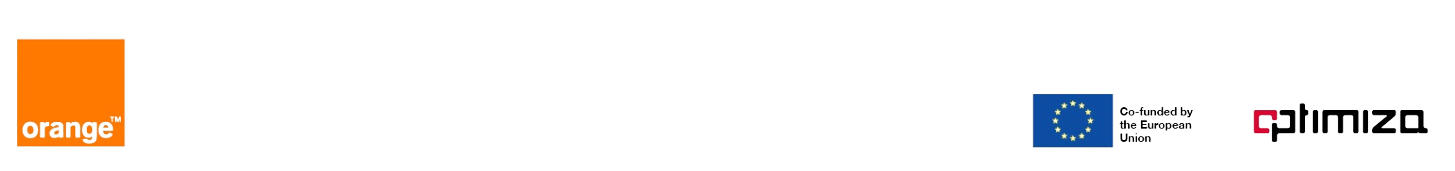 orange™
Co-funded by
the European
Union
optimiza